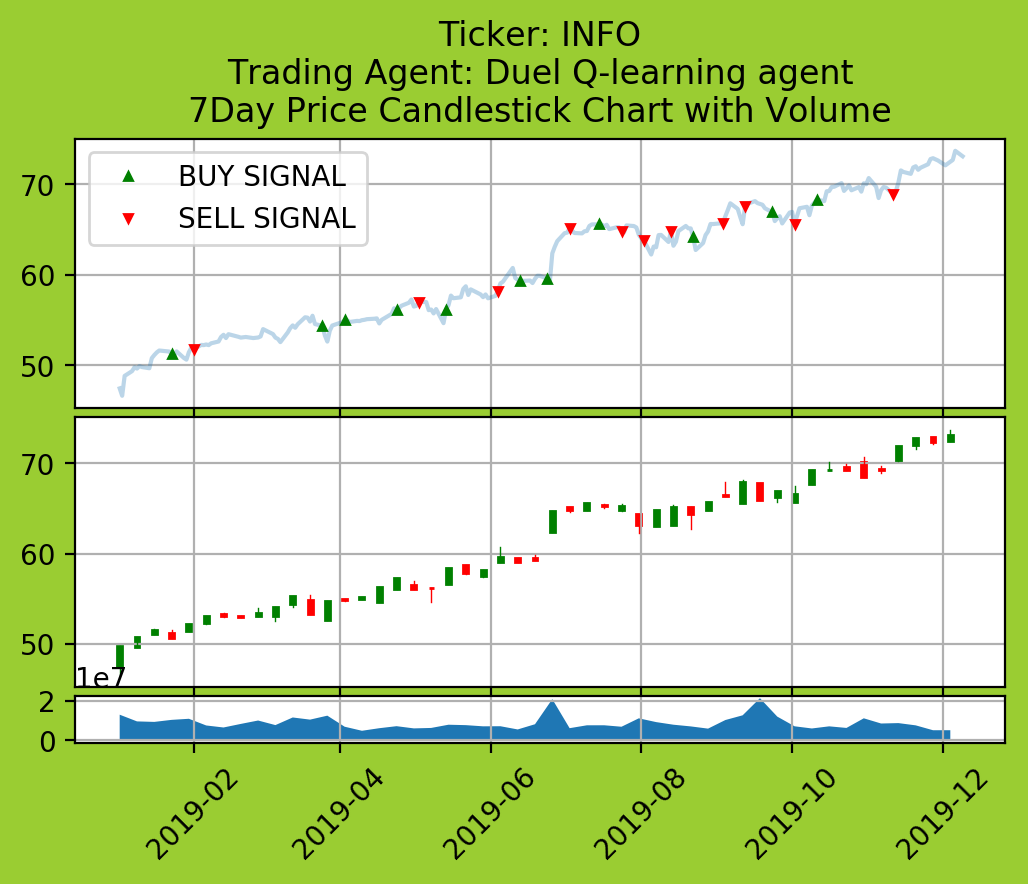 Ticker: INFO
Trading Agent: Duel Q-learning agent
7Day Price Candlestick Chart with Volume
BUY SIGNAL
SELL SIGNAL
70
60
50
70
60
50
1e7
2
0
2019-02
2019-04
2019-06
2019-08
2019-10
2019-12